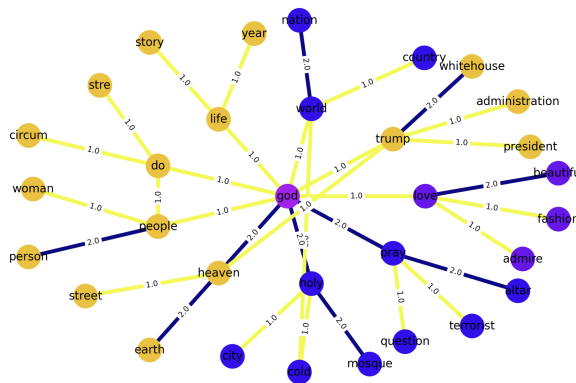 nation
year
story
country
whitehouse
2.0
1.0
1.0
1.0
2.0
stre
administration
world
1.0
life
1.0
1.0
circum
trump
1.0
president
1.0
1.0
do
1.0
1.0
beautiful
2.0
woman
1.0
god
1.0
love
1.0
1.0
1.0
1.0
fashion
people
1.0
2.0
2.0
2.0
2.0
1.0
person
pray
admire
heaven
1.0
holy
2.0
altar
street
2.0
1.0
1.0
1.0
1.0
2.0
terrorist
question
earth
city
mosque
cold